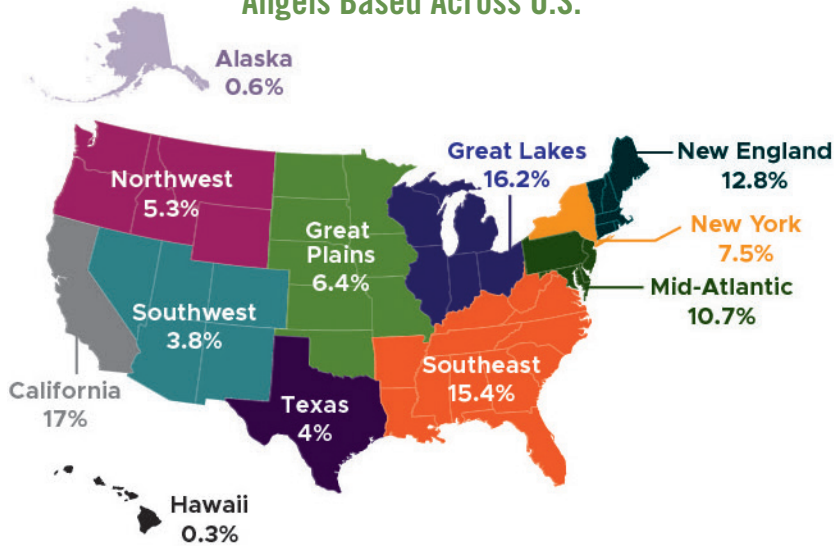 Angels Based Across U.S.
Alaska
0.6%
Northwest
5.3%
Great
Plains
6.4%
Great Lakes
16.2%
New England
12.8%
New York
7.5%
Mid-Atlantic
10.7%
Southwest
3.8%
Southeast
15.4%
California
17%
Texas
4%
Hawaii
0.3%